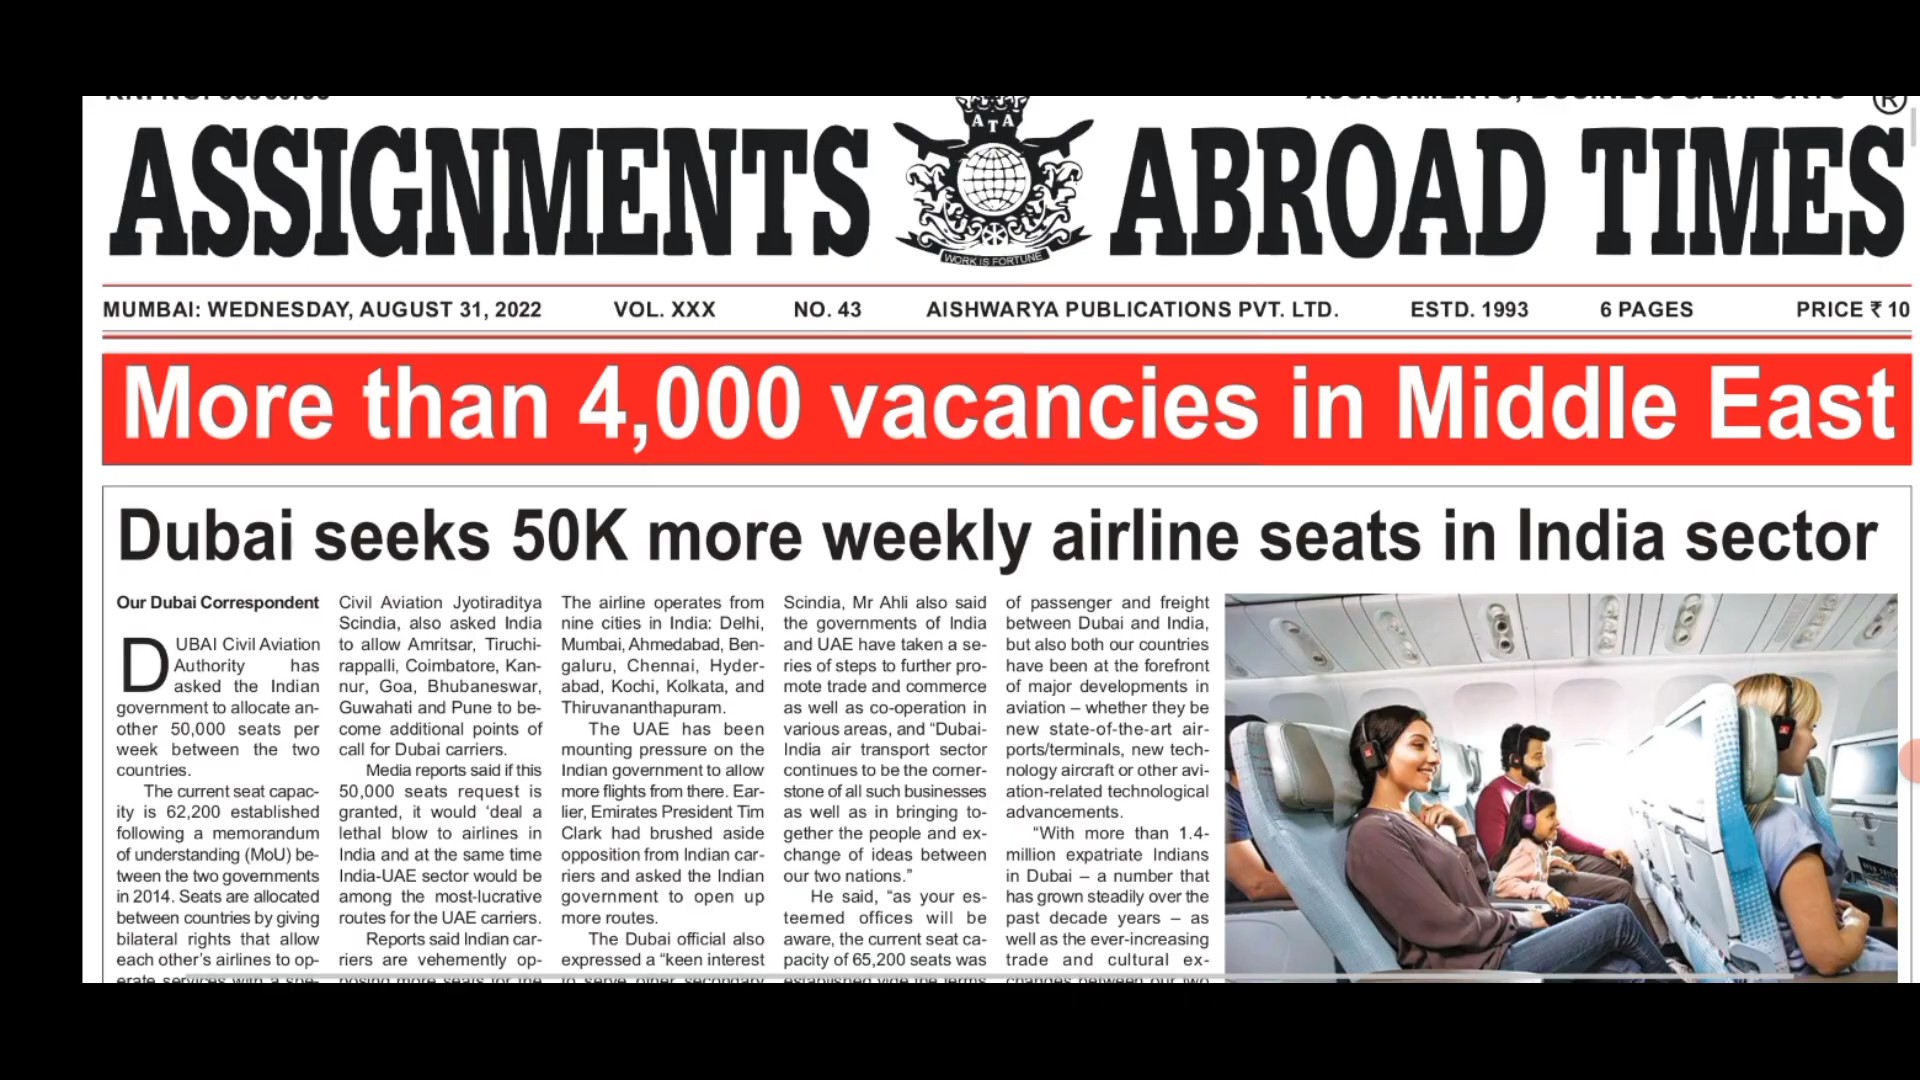 ASSIGNMENTS ABROAD TIMES
®
ATA
WORK IS FORTUNE
MUMBAI: WEDNESDAY, AUGUST 31, 2022 VOL. XXX NO. 43 AISHWARYA PUBLICATIONS PVT. LTD. ESTD. 1993 6 PAGES PRICE ₹ 10
More than 4,000 vacancies in Middle East
Dubai seeks 50K more weekly airline seats in India sector
Our Dubai Correspondent
DUBAI Civil Aviation
Authority has
asked the Indian
government to allocate an-
other 50,000 seats per
week between the two
countries.
The current seat capac-
ity is 62,200 established
following a memorandum
of understanding (MoU) be-
tween the two governments
in 2014. Seats are allocated
between countries by giving
bilateral rights that allow
each other's airlines to op-
erate services with a spe-
Civil Aviation Jyotiraditya
Scindia, also asked India
to allow Amritsar, Tiruchi-
rappalli, Coimbatore, Kan-
nur, Goa, Bhubaneswar,
Guwahati and Pune to be-
come additional points of
call for Dubai carriers.
Media reports said if this
50,000 seats request is
granted, it would 'deal a
lethal blow to airlines in
India and at the same time
India-UAE sector would be
among the most-lucrative
routes for the UAE carriers.
Reports said Indian car-
riers are vehemently op-
posing more seats for the
The airline operates from
nine cities in India: Delhi,
Mumbai, Ahmedabad, Ben-
galuru, Chennai, Hyder-
abad, Kochi, Kolkata, and
Thiruvananthapuram.
The UAE has been
mounting pressure on the
Indian government to allow
more flights from there. Ear-
lier, Emirates President Tim
Clark had brushed aside
opposition from Indian car-
riers and asked the Indian
government to open up
more routes.
The Dubai official also
expressed a "keen interest
to serve other secondary
Scindia, Mr Ahli also said
the governments of India
and UAE have taken a se-
ries of steps to further pro-
mote trade and commerce
as well as co-operation in
various areas, and "Dubai-
India air transport sector
continues to be the corner-
stone of all such businesses
as well as in bringing to-
gether the people and ex-
change of ideas between
our two nations."
He said, "as your es-
teemed offices will be
aware, the current seat ca-
pacity of 65,200 seats was
established vide the terms
of passenger and freight
between Dubai and India,
but also both our countries
have been at the forefront
of major developments in
aviation – whether they be
new state-of-the-art air-
ports/terminals, new tech-
nology aircraft or other avi-
ation-related technological
advancements.
"With more than 1.4-
million expatriate Indians
in Dubai – a number that
has grown steadily over the
past decade years – as
well as the ever-increasing
trade and cultural ex-
changes between our two